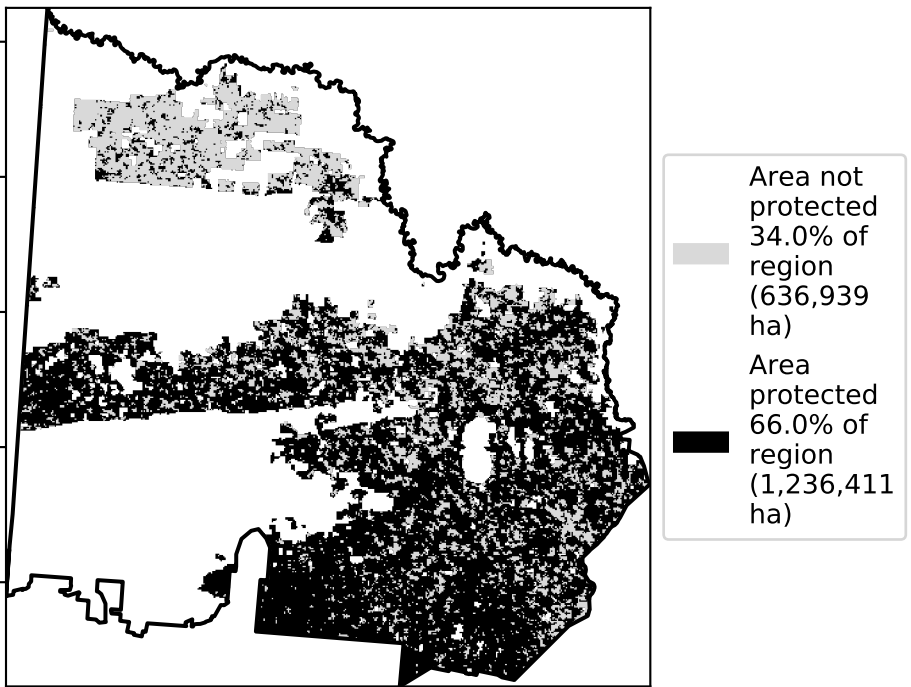 Area not
protected
34.0% of
region
(636,939
ha)
Area
protected
66.0% of
region
(1,236,411
ha)